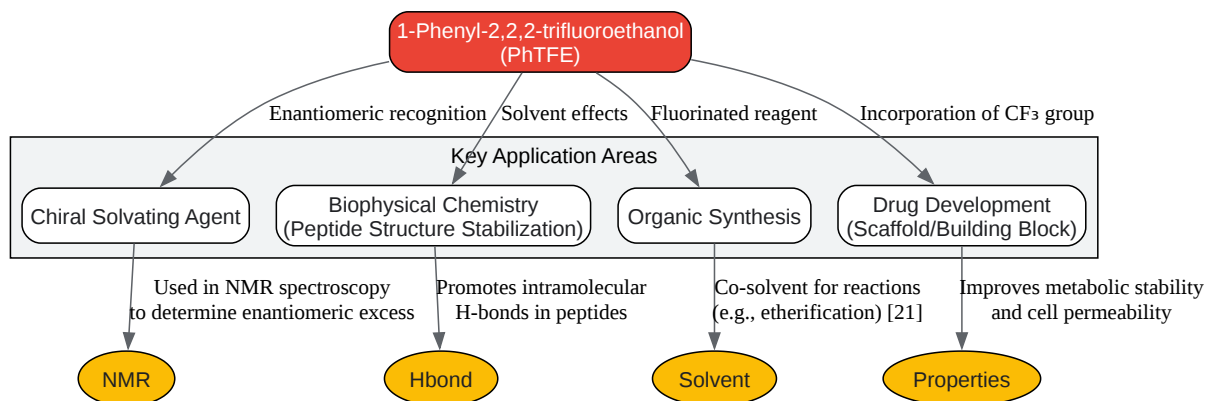 1-Phenyl-2,2,2-trifluoroethanol
(PhTFE)
Enantiomeric recognition
Solvent effects
Fluorinated reagent
Incorporation of CF₃ group
Key Application Areas
Chiral Solvating Agent
Biophysical Chemistry
(Peptide Structure Stabilization)
Organic Synthesis
Drug Development
(Scaffold/Building Block)
Used in NMR spectroscopy
to determine enantiomeric excess
Promotes intramolecular
H-bonds in peptides
Co-solvent for reactions
(e.g., etherification) [21]
Improves metabolic stability
and cell permeability
NMR
Hbond
Solvent
Properties